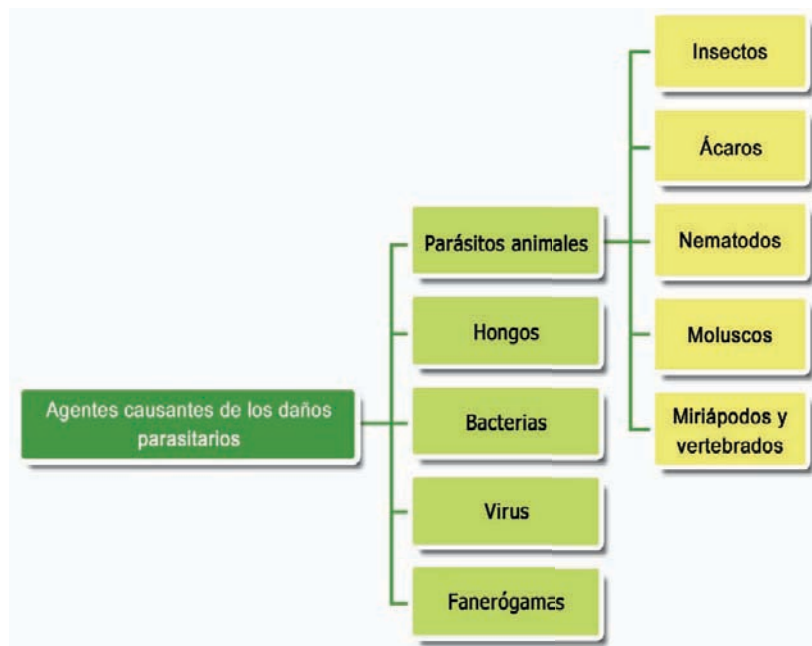 Agentes causantes de los daños
parasitarios
Parásitos animales
Hongos
Bacterias
Virus
Fanerógamas
Insectos
Ácaros
Nematodos
Moluscos
Miriápodos y
vertebrados